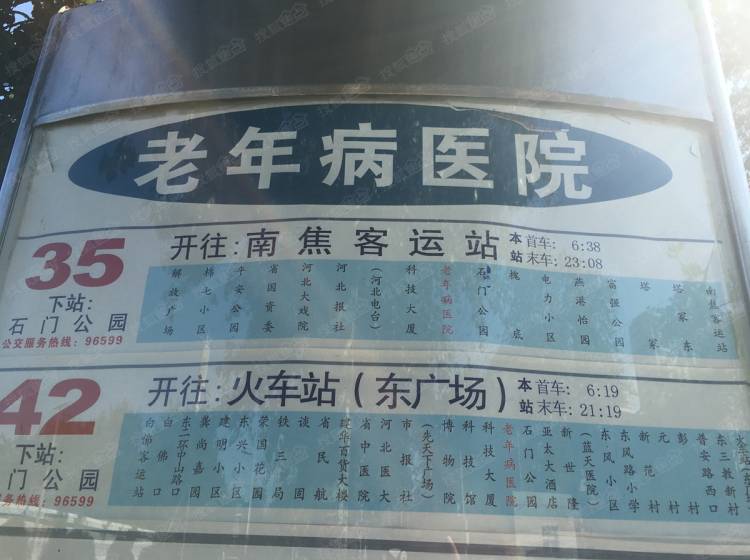 老年病医院
35
开往:南焦客运站
本站
首车: 6:38
末车: 23:08
下站:
石门公园
公交服务热线: 96599
解放广场
棉七小区
平安公园
省国资委
河北大戏院
河北报社
(河北电台)
科技大厦
老年病医院
石门公园
槐底
电力小区
燕港怡园
富强公园
塔冢
塔冢东
南焦客运站
42
开往:火车站(东广场)
本站
首车: 6:19
末车: 21:19
下站:
门公园
务热线: 96599
白佛客运站
白佛口
东二环中山路口
龚尚嘉园
建明小区
东兴小区
荣国花园
铁三局
谈固
省民航
建华百货大楼
省中医院
河北医大
市报社
(先天下广场)
博物院
科技馆
科技大厦
老年病医院
石门公园
亚太大酒店
新世隆
(蓝天医院)
东风小区
东风路小学
新苑
元村
彭村
普安路西口
东三教新村
火车站(东